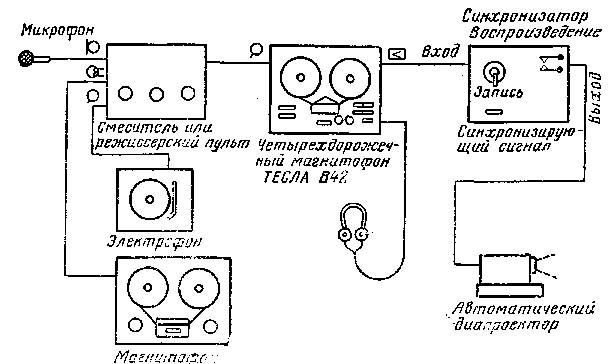 Микрофон
Смеситель или
режиссерский пульт
Электрофон
Магнитофон
Четырехдорожеч-
ный магнитофон
ТЕСЛА В42
Вход
Синхронизатор
Воспроизведение
Запись
Выход
Синхронизирую-
щий сигнал
Автоматический
диапроектор